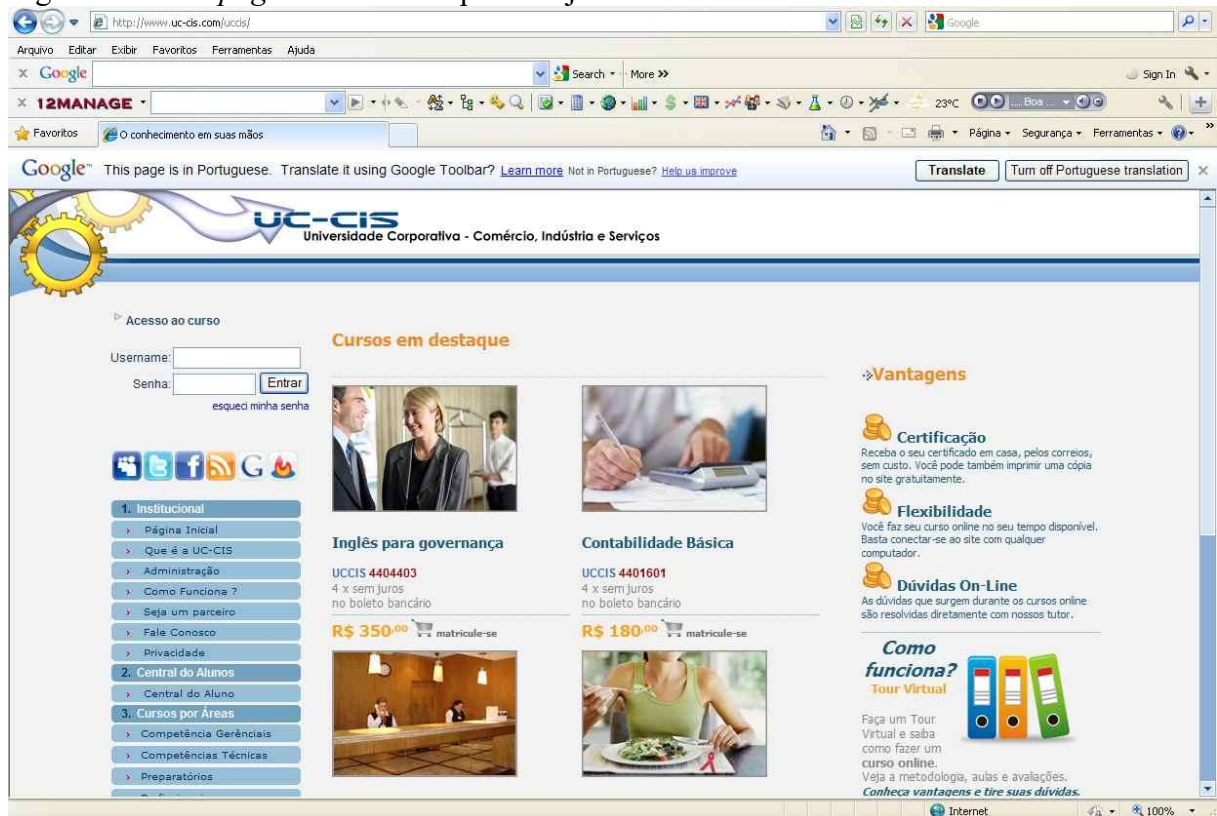 http://www.uc-cis.com/uccis/
Google
Arquivo Editar Exibir Favoritos Ferramentas Ajuda
x Google Search More >> Sign In
x 12MANAGE 23°C Boa ...
Favoritos O conhecimento em suas mãos Página Segurança Ferramentas
Google This page is in Portuguese. Translate it using Google Toolbar? Learn more Not in Portuguese? Help us improve Translate Turn off Portuguese translation
UC-CIS
Universidade Corporativa - Comércio, Indústria e Serviços
Acesso ao curso
Username:
Senha: Entrar
esqueci minha senha
1. Institucional
Página Inicial
Que é a UC-CIS
Administração
Como Funciona ?
Seja um parceiro
Fale Conosco
Privacidade
2. Central do Alunos
Central do Aluno
3. Cursos por Áreas
Competência Gerênciais
Competências Técnicas
Preparatórios
Cursos em destaque
Inglês para governança
UCCIS 4404403
4 x sem juros
no boleto bancário
R$ 350,00 matricule-se
Contabilidade Básica
UCCIS 4401601
4 x sem juros
no boleto bancário
R$ 180,00 matricule-se
Vantagens
Certificação
Receba o seu certificado em casa, pelos correios,
sem custo. Você pode também imprimir uma cópia
no site gratuitamente.
Flexibilidade
Você faz seu curso online no seu tempo disponível.
Basta conectar-se ao site com qualquer
computador.
Dúvidas On-Line
As dúvidas que surgem durante os cursos online
são resolvidas diretamente com nossos tutor.
Como
funciona?
Tour Virtual
Faça um Tour
Virtual e saiba
como fazer um
curso online.
Veja a metodologia, aulas e avaliações.
Conheça vantagens e tire suas dúvidas.
Internet 100%